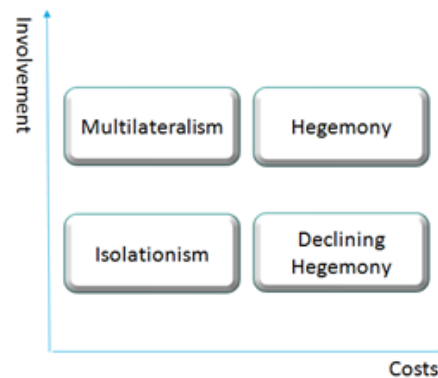 Involvement
Multilateralism
Hegemony
Isolationism
Declining
Hegemony
Costs